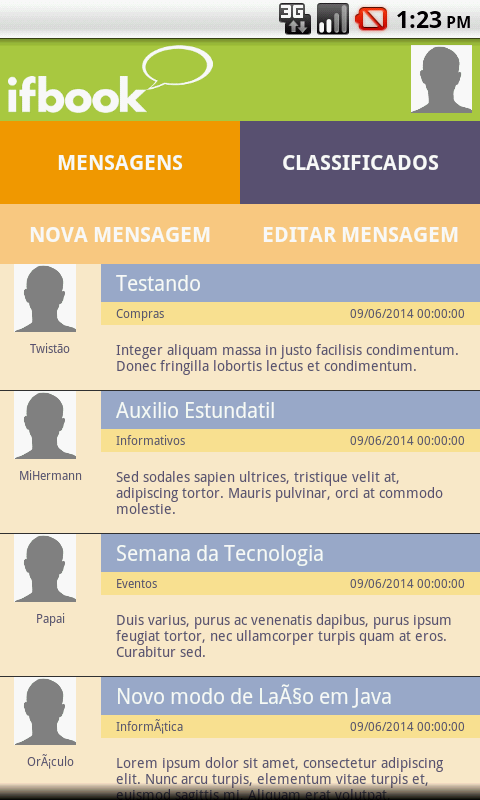 3G 1:23 PM
ifbook
MENSAGENS CLASSIFICADOS
NOVA MENSAGEM EDITAR MENSAGEM
Testando
Compras 09/06/2014 00:00:00
Twistão
Integer aliquam massa in justo facilisis condimentum.
Donec fringilla lobortis lectus et condimentum.
Auxilio Estundatil
Informativos 09/06/2014 00:00:00
MiHermann
Sed sodales sapien ultrices, tristique velit at,
adipiscing tortor. Mauris pulvinar, orci at commodo
molestie.
Semana da Tecnologia
Eventos 09/06/2014 00:00:00
Papai
Duis varius, purus ac venenatis dapibus, purus ipsum
feugiat tortor, nec ullamcorper turpis quam at eros.
Curabitur sed.
Novo modo de LaÃ§o em Java
InformÃ¡tica 09/06/2014 00:00:00
OrÃ¡culo
Lorem ipsum dolor sit amet, consectetur adipiscing
elit. Nunc arcu turpis, elementum vitae turpis et,
euismod sagittis mi. Aliquam erat volutpat.